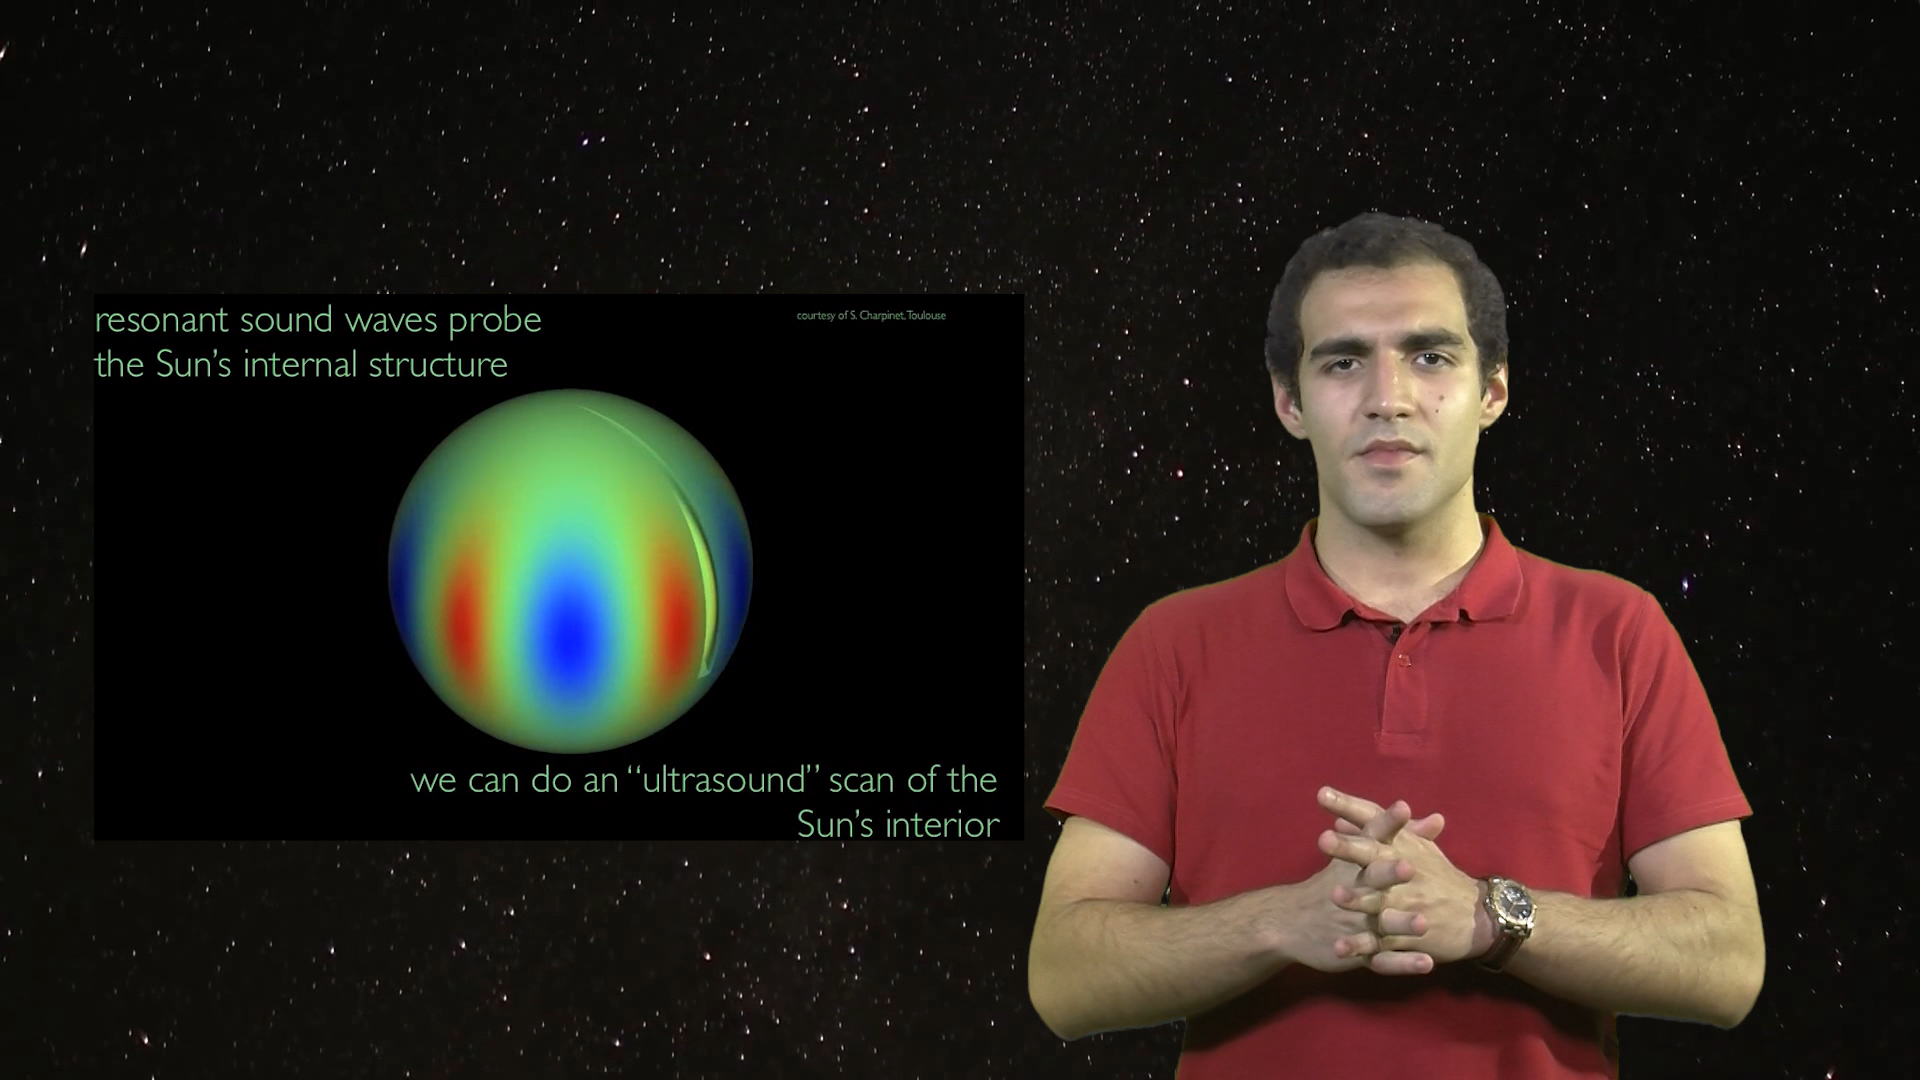 resonant sound waves probe
the Sun’s internal structure
courtesy of S. Charpinet, Toulouse
we can do an “ultrasound” scan of the
Sun’s interior